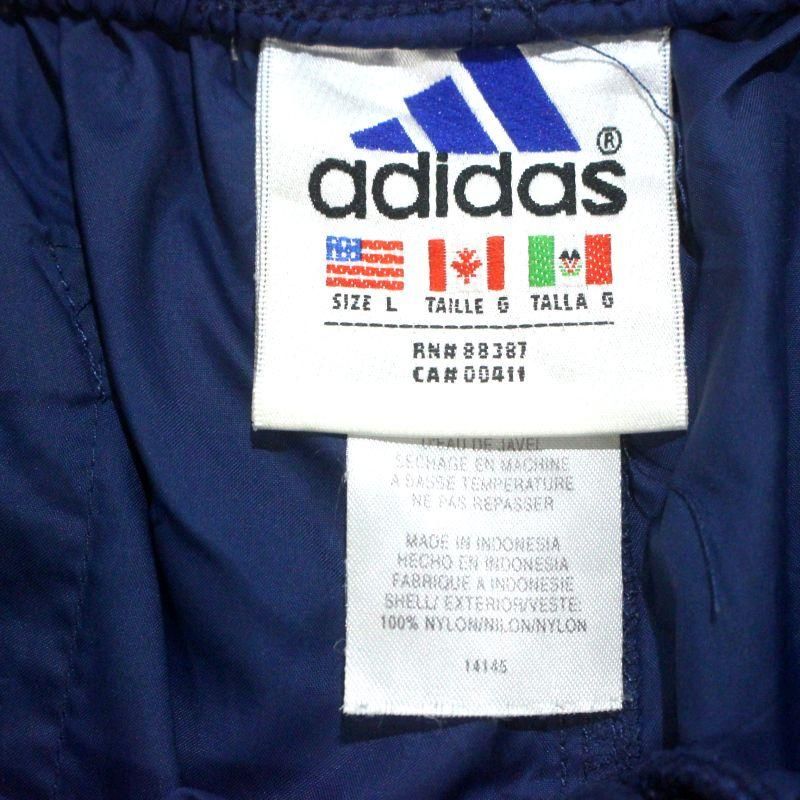 adidas®
SIZE L TAILLE G TALLA G
RN# 88387
CA# 00411
D'EAU DE JAVEL
SECHAGE EN MACHINE
A BASSE TEMPERATURE
NE PAS REPASSER
MADE IN INDONESIA
HECHO EN INDONESIA
FABRIQUE A INDONESIE
SHELL/ EXTERIOR/VESTE:
100% NYLON/NILON/NYLON
14145